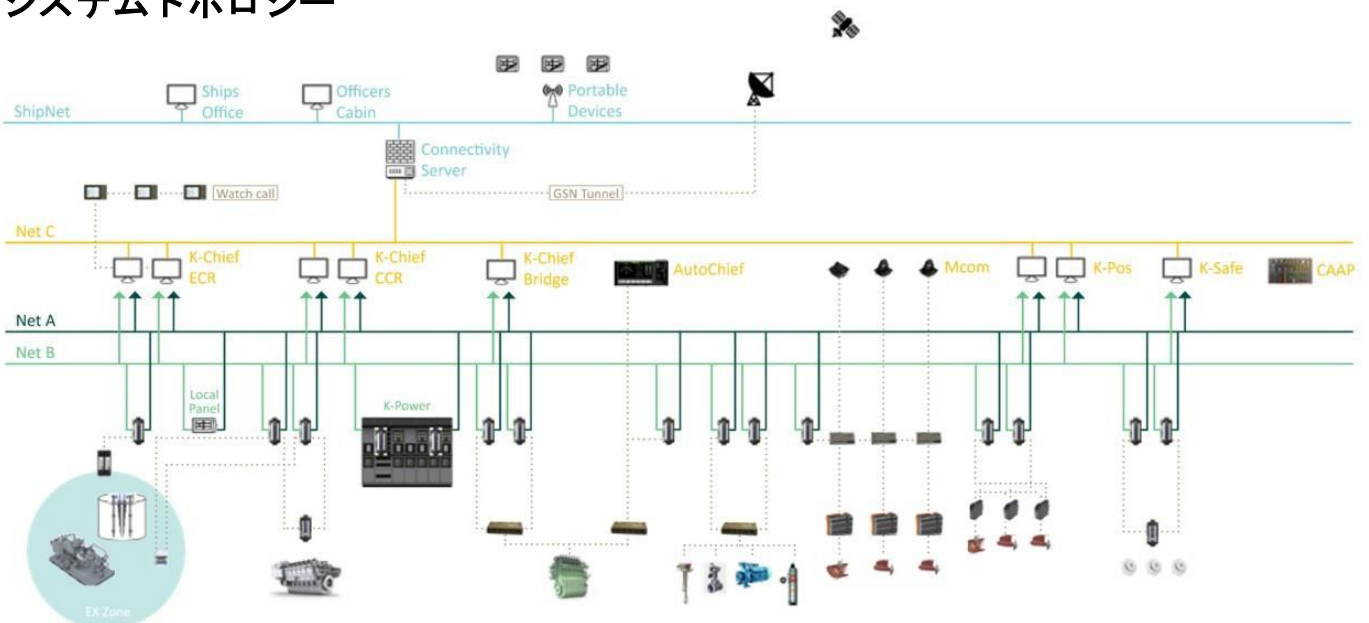 システムトポロジー
Ships
Office
Officers
Cabin
Portable
Devices
ShipNet
Connectivity
Server
Watch call
GSN Tunnel
Net C
K-Chief
ECR
K-Chief
CCR
K-Chief
Bridge
AutoChief
Mcom
K-Pos
K-Safe
CAAP
Net A
Net B
Local
Panel
K-Power
EX Zone